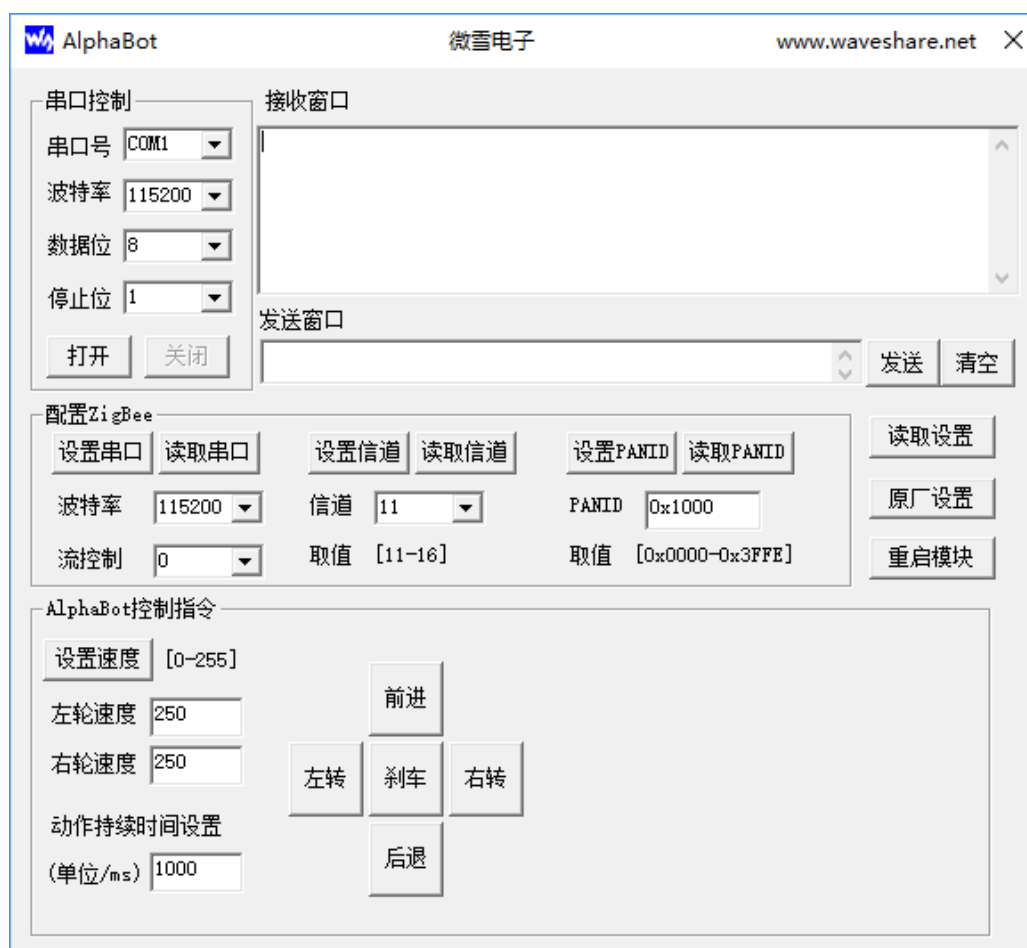 AlphaBot 微雪电子 www.waveshare.net
串口控制
串口号 COM1
波特率 115200
数据位 8
停止位 1
打开 关闭
接收窗口
发送窗口
发送 清空
配置ZigBee
设置串口 读取串口 设置信道 读取信道 设置PANID 读取PANID
波特率 115200 信道 11 PANID 0x1000
流控制 0 取值 [11-16] 取值 [0x0000-0x3FFE]
读取设置
原厂设置
重启模块
AlphaBot控制指令
设置速度 [0-255]
左轮速度 250
右轮速度 250
动作持续时间设置
(单位/ms) 1000
前进
左转 刹车 右转
后退